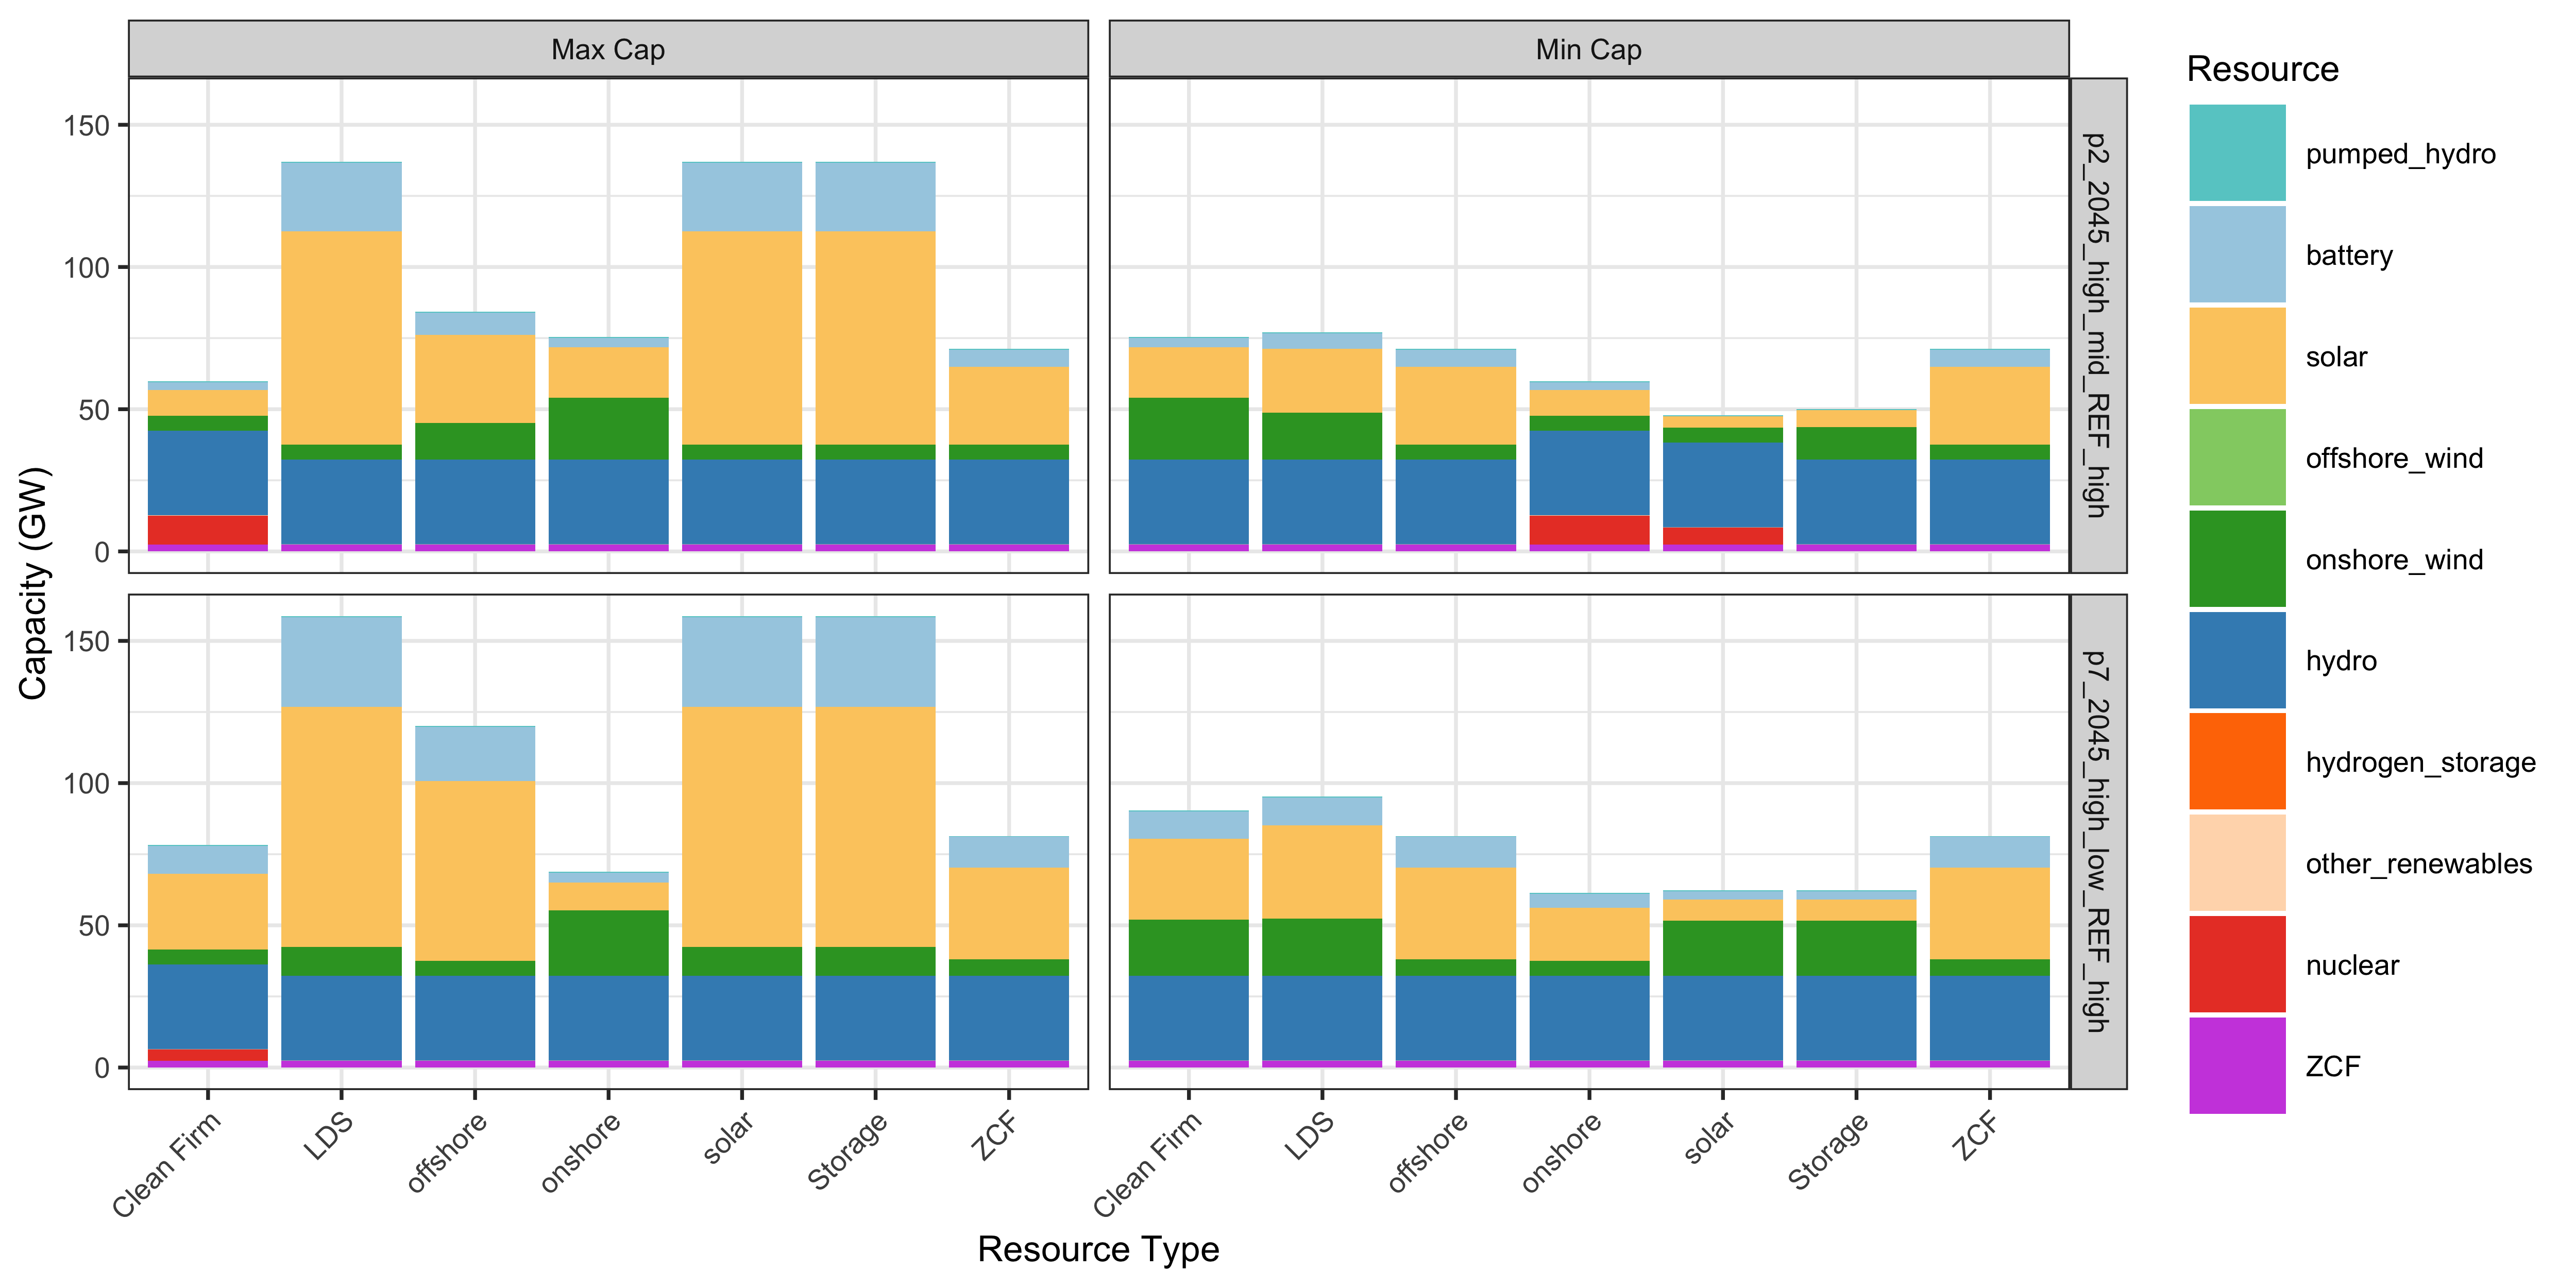 Max Cap
Min Cap
Capacity (GW)
150
100
50
0
p2_2045_high_mid_REF_high
150
100
50
0
p7_2045_high_low_REF_high
Clean Firm
LDS
offshore
onshore
solar
Storage
ZCF
Clean Firm
LDS
offshore
onshore
solar
Storage
ZCF
Resource Type
Resource
pumped_hydro
battery
solar
offshore_wind
onshore_wind
hydro
hydrogen_storage
other_renewables
nuclear
ZCF